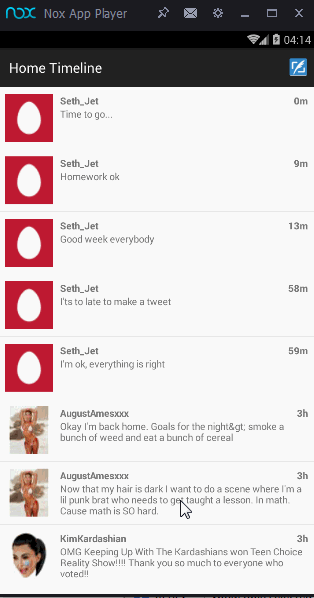 nox Nox App Player
04:14
Home Timeline
Seth_Jet 0m
Time to go...
Seth_Jet 9m
Homework ok
Seth_Jet 13m
Good week everybody
Seth_Jet 58m
I'ts to late to make a tweet
Seth_Jet 59m
I'm ok, everything is right
AugustAmesxxx 3h
Okay I'm back home. Goals for the night&gt; smoke a
bunch of weed and eat a bunch of cereal
AugustAmesxxx 3h
Now that my hair is dark I want to do a scene where I'm a
lil punk brat who needs to get taught a lesson. In math.
Cause math is SO hard.
KimKardashian 3h
OMG Keeping Up With The Kardashians won Teen Choice
Reality Show!!!! Thank you so much to everyone who
voted!!